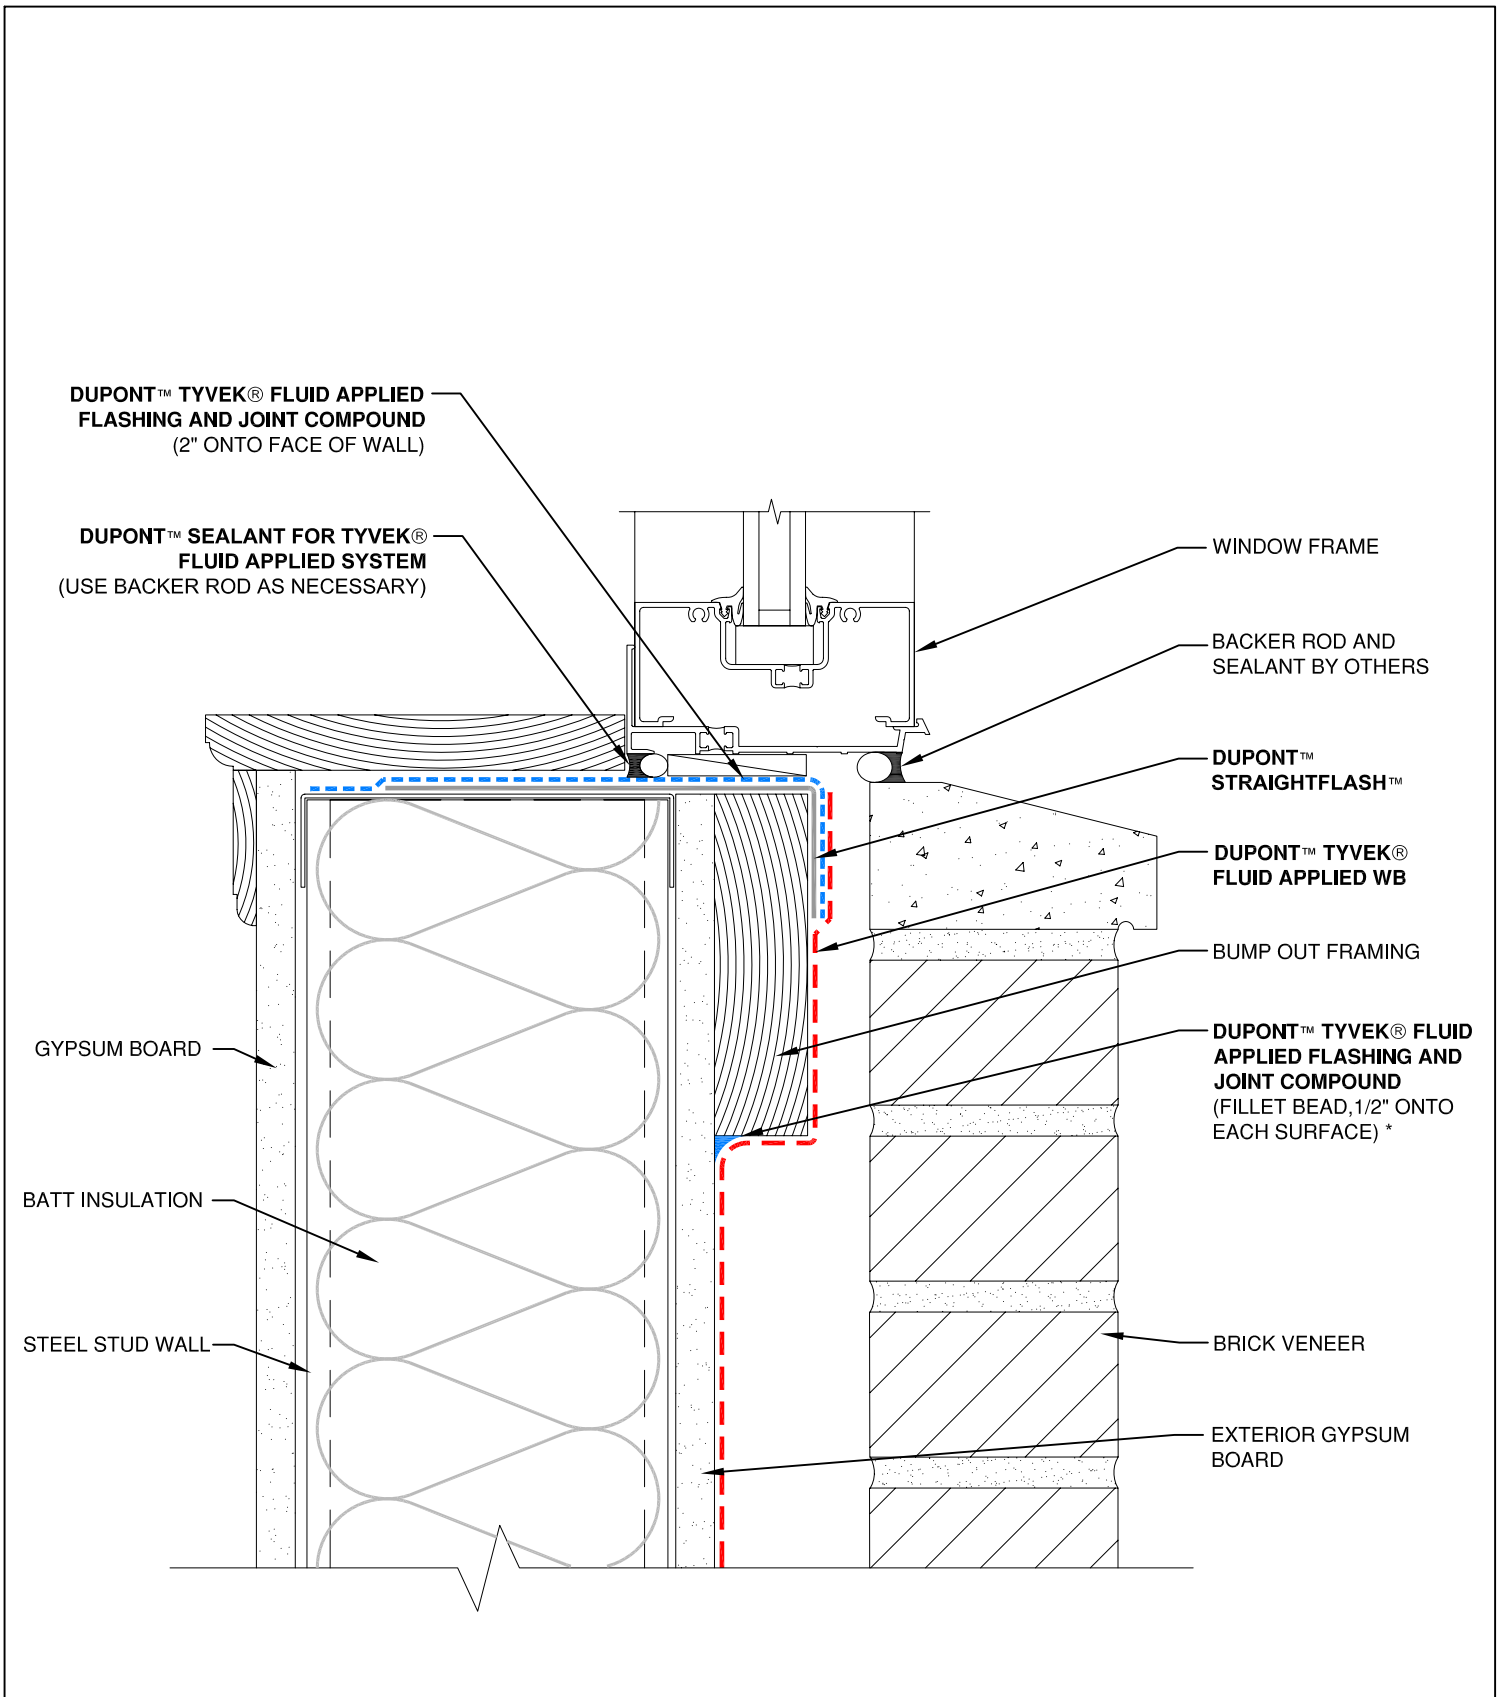 DUPONT™ TYVEK® FLUID APPLIED
FLASHING AND JOINT COMPOUND
(2" ONTO FACE OF WALL)
DUPONT™ SEALANT FOR TYVEK®
FLUID APPLIED SYSTEM
(USE BACKER ROD AS NECESSARY)
GYPSUM BOARD
BATT INSULATION
STEEL STUD WALL
WINDOW FRAME
BACKER ROD AND
SEALANT BY OTHERS
DUPONT™
STRAIGHTFLASH™
DUPONT™ TYVEK®
FLUID APPLIED WB
BUMP OUT FRAMING
DUPONT™ TYVEK® FLUID
APPLIED FLASHING AND
JOINT COMPOUND
(FILLET BEAD,1/2" ONTO
EACH SURFACE) *
BRICK VENEER
EXTERIOR GYPSUM
BOARD